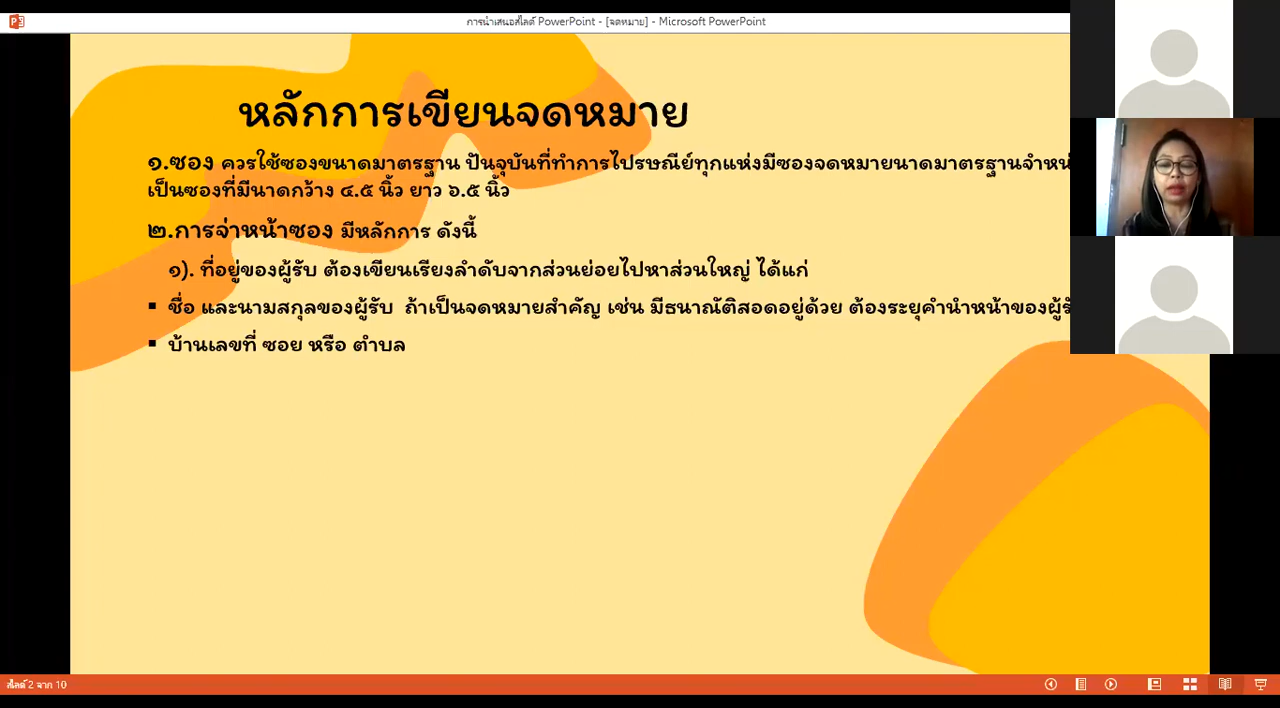 การนำเสนอสไลด์ PowerPoint - [จดหมาย] - Microsoft PowerPoint
หลักการเขียนจดหมาย
๑.ซอง ควรใช้ซองขนาดมาตรฐาน ปัจจุบันที่ทำการไปรษณีย์ทุกแห่งมีซองจดหมายนาดมาตรฐาน
เป็นซองที่มีนาดกว้าง ๔.๕ นิ้ว ยาว ๖.๕ นิ้ว
๒.การจ่าหน้าซอง มีหลักการ ดังนี้
๑). ที่อยู่ของผู้รับ ต้องเขียนเรียงลำดับจากส่วนย่อยไปหาส่วนใหญ่ ได้แก่
▪ ชื่อ และนามสกุลของผู้รับ ถ้าเป็นจดหมายสำคัญ เช่น มีธนาณัติสอดอยู่ด้วย ต้องระยุคำนำหน้าของ
▪ บ้านเลขที่ ซอย หรือ ตำบล
สไลด์ 2 จาก 10